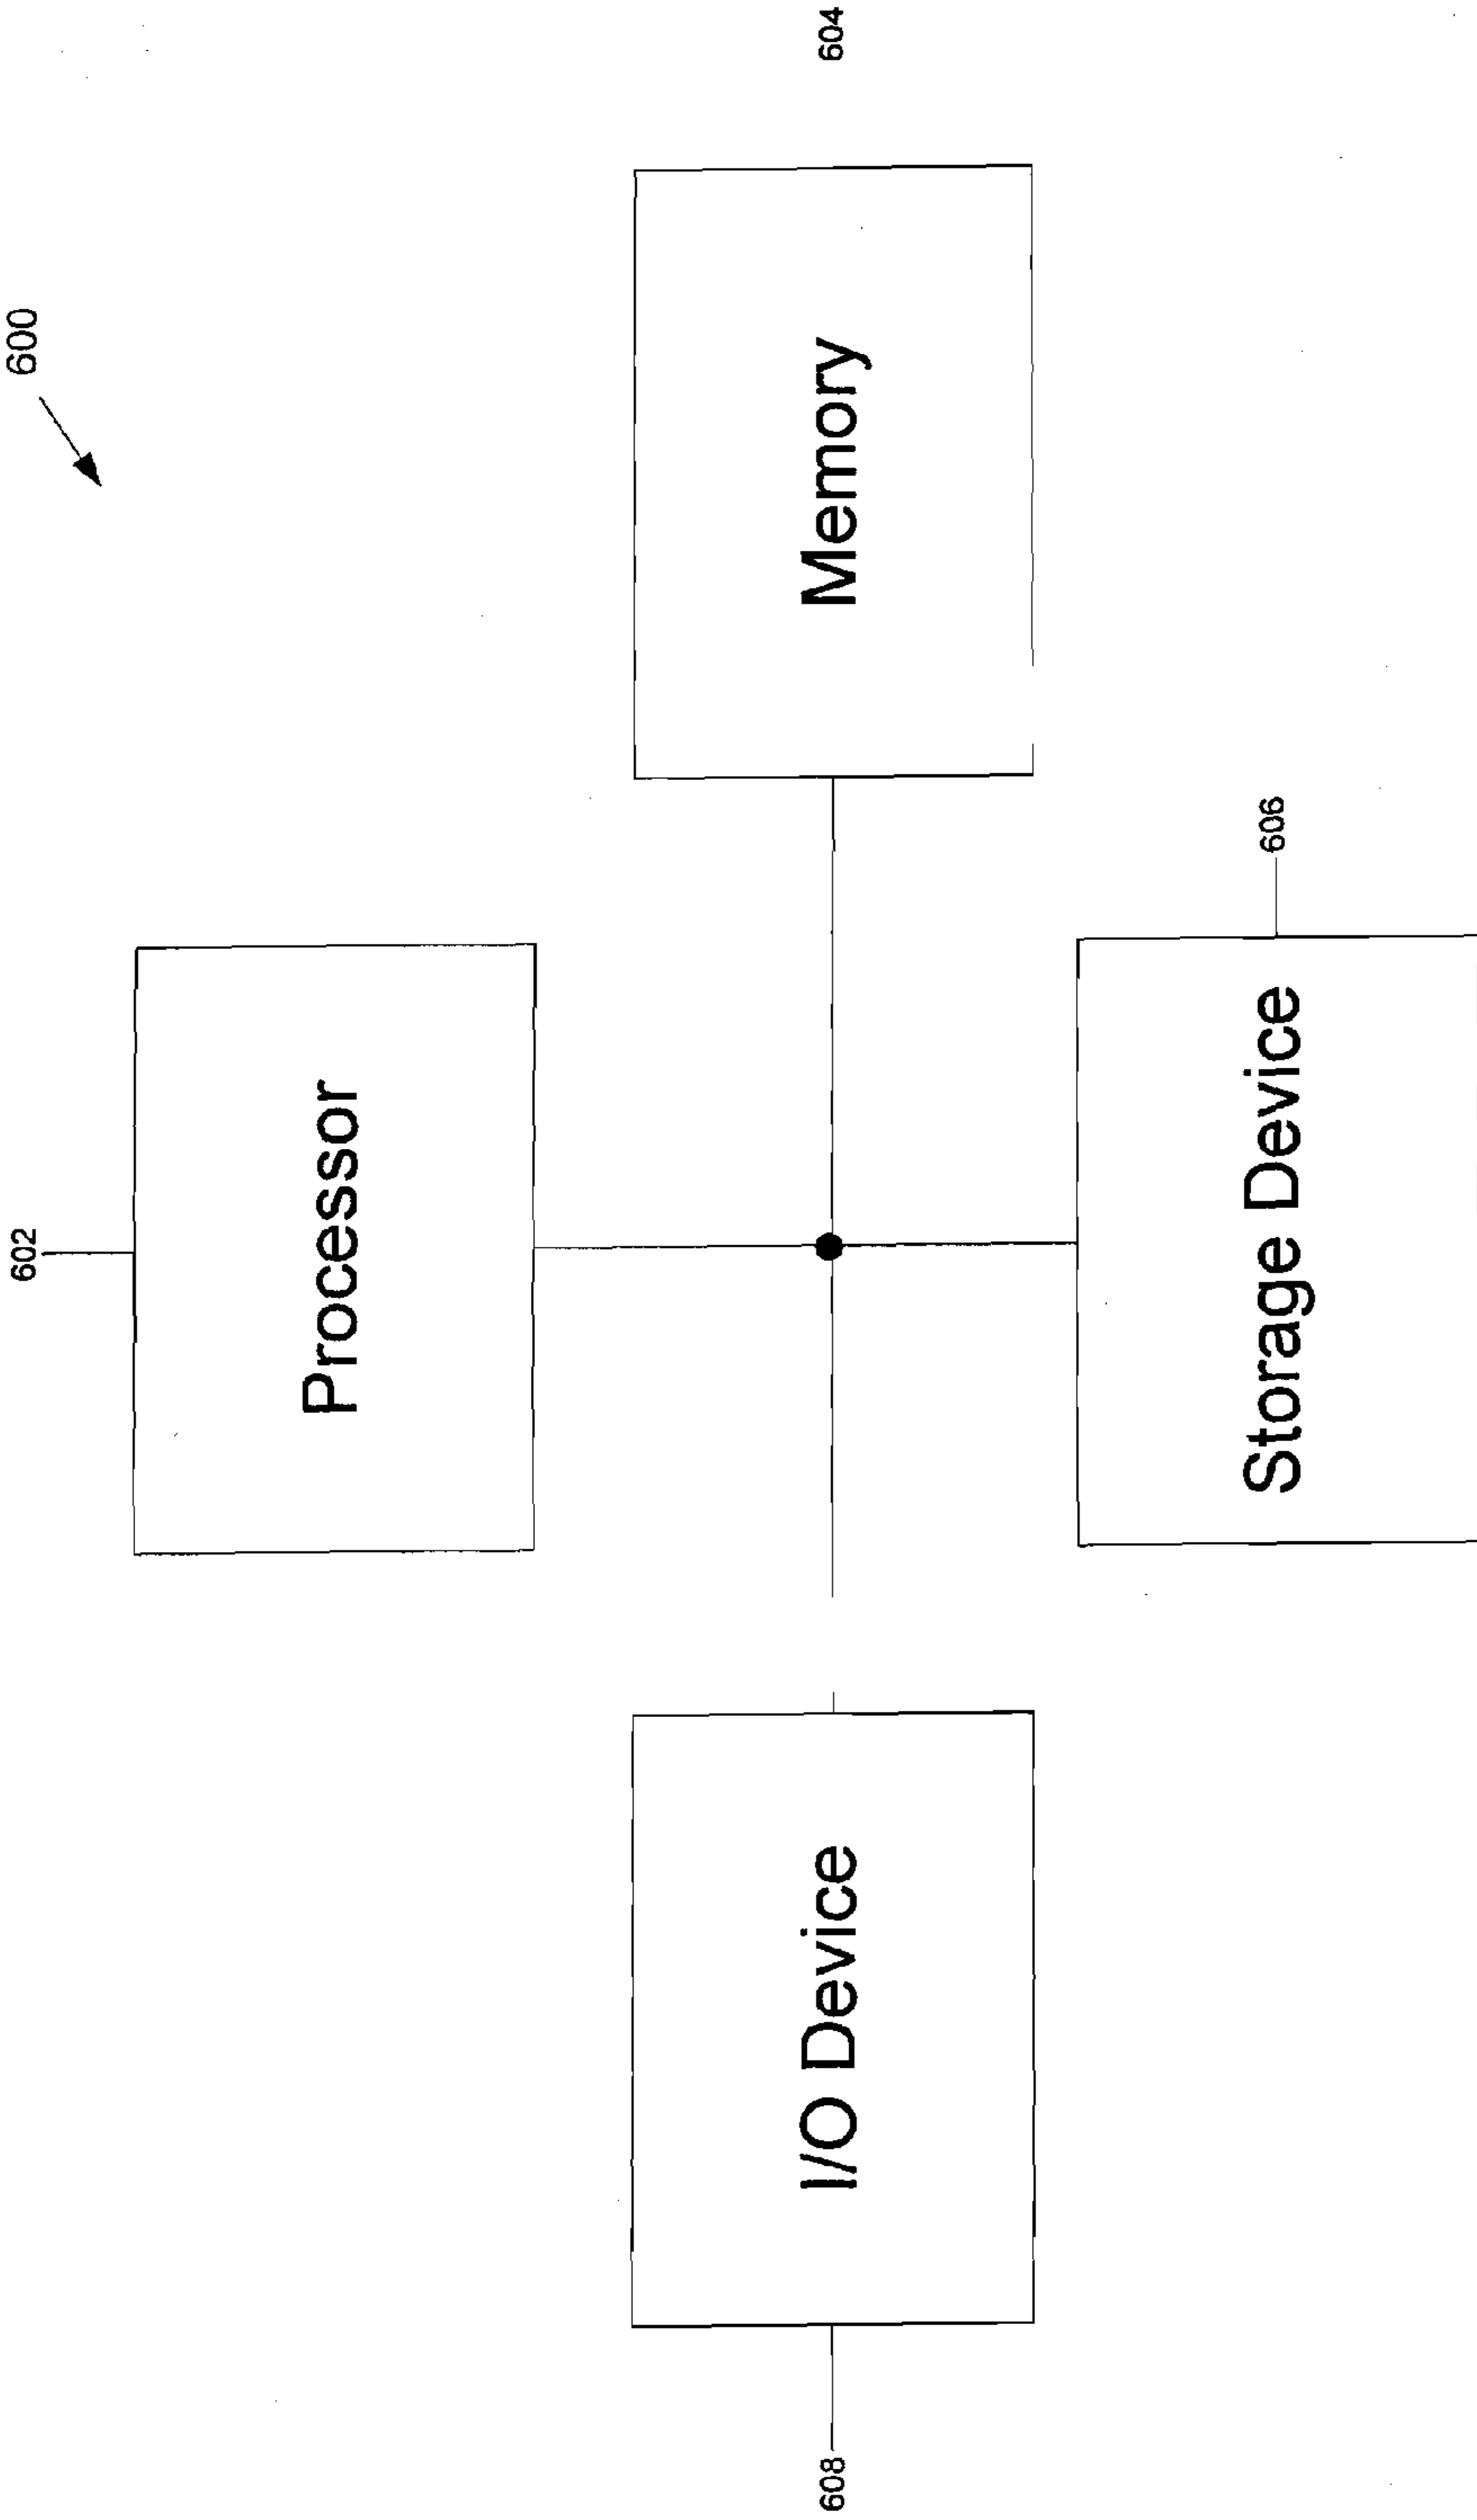 600
602
Processor
I/O Device
Memory
608
604
Storage Device
606